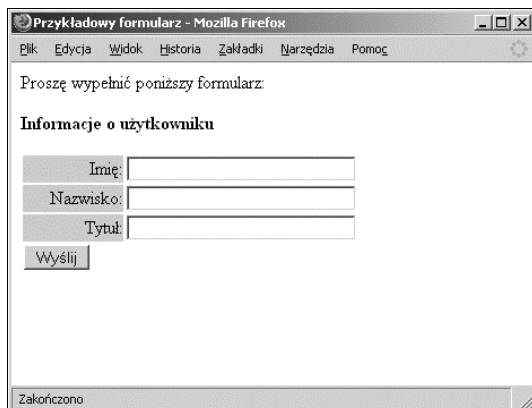 Przykładowy formularz - Mozilla Firefox
Plik Edycja Widok Historia Zakładki Narzędzia Pomoc
Proszę wypełnić poniższy formularz:
Informacje o użytkowniku
Imię:
Nazwisko:
Tytuł:
Wyślij
Zakończono